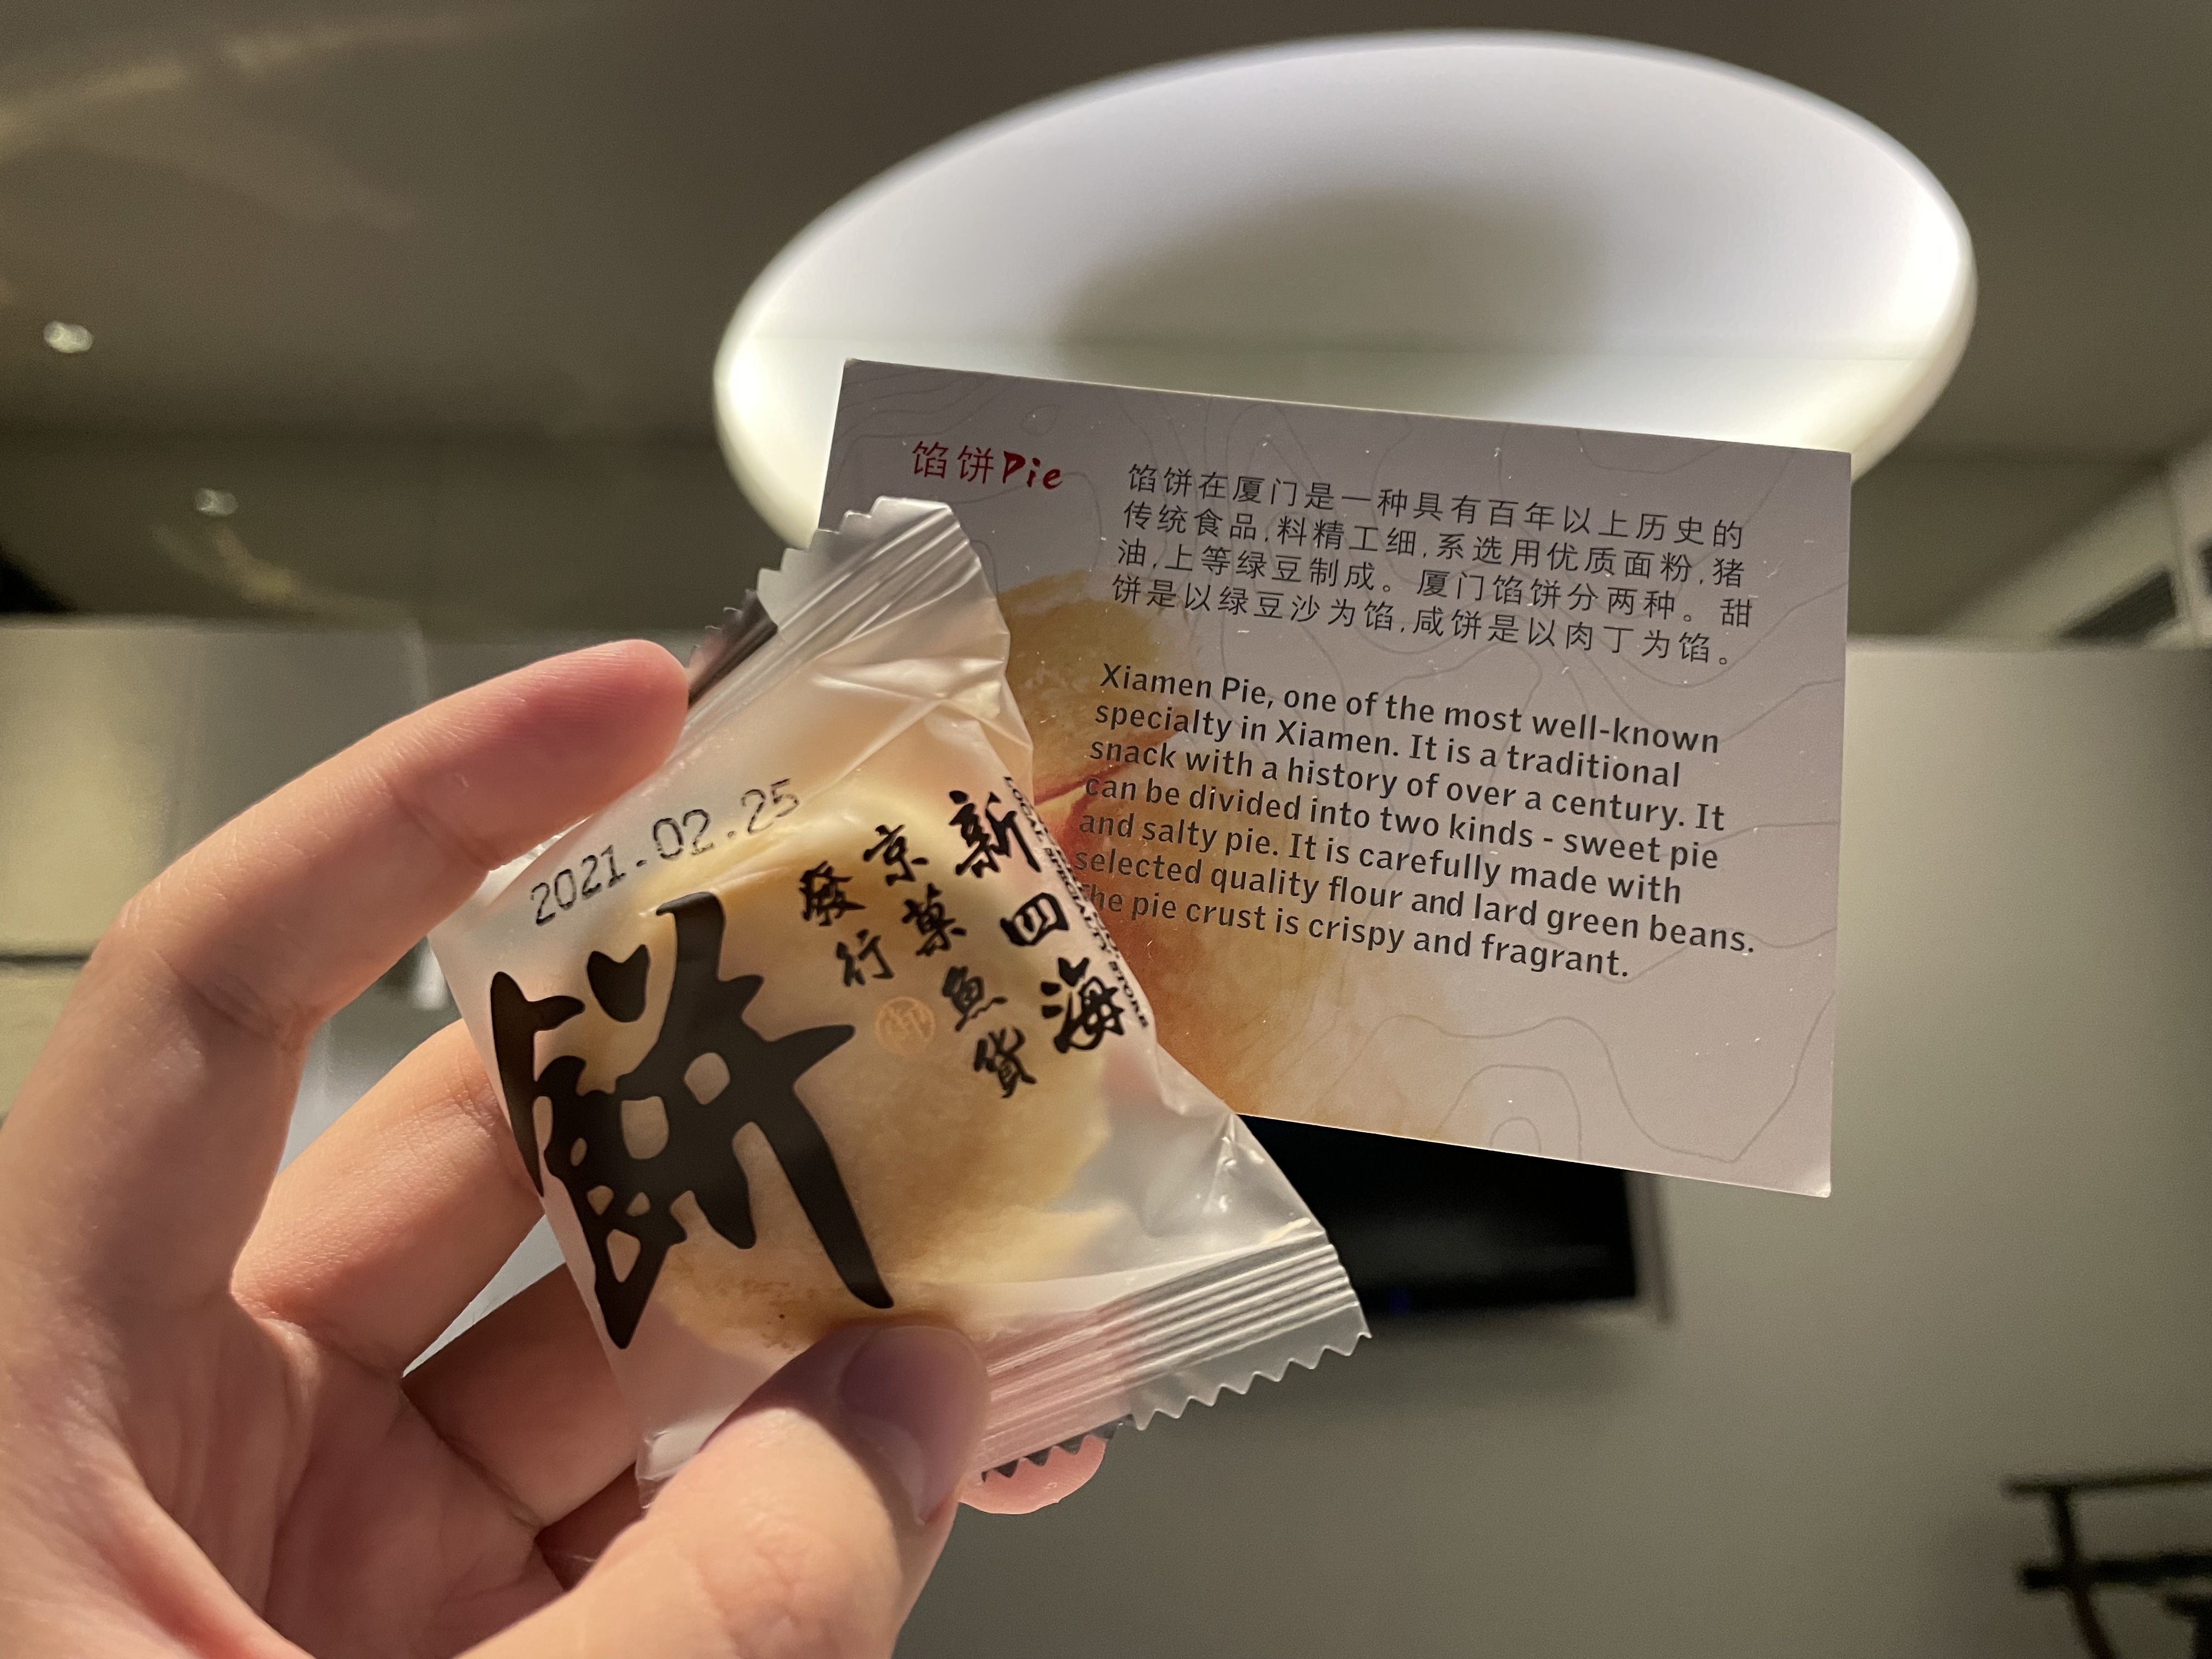 馅饼Pie
馅饼在厦门是一种具有百年以上历史的
传统食品,料精工细,系选用优质面粉,猪
油,上等绿豆制成。厦门馅饼分两种。甜
饼是以绿豆沙为馅,咸饼是以肉丁为馅。
Xiamen Pie, one of the most well-known
specialty in Xiamen. It is a traditional
snack with a history of over a century. It
can be divided into two kinds - sweet pie
and salty pie. It is carefully made with
selected quality flour and lard green beans.
The pie crust is crispy and fragrant.
2021.02.25
LOCAL SPECIALTY STORE
新四海
京菓魚貨
發行
餅